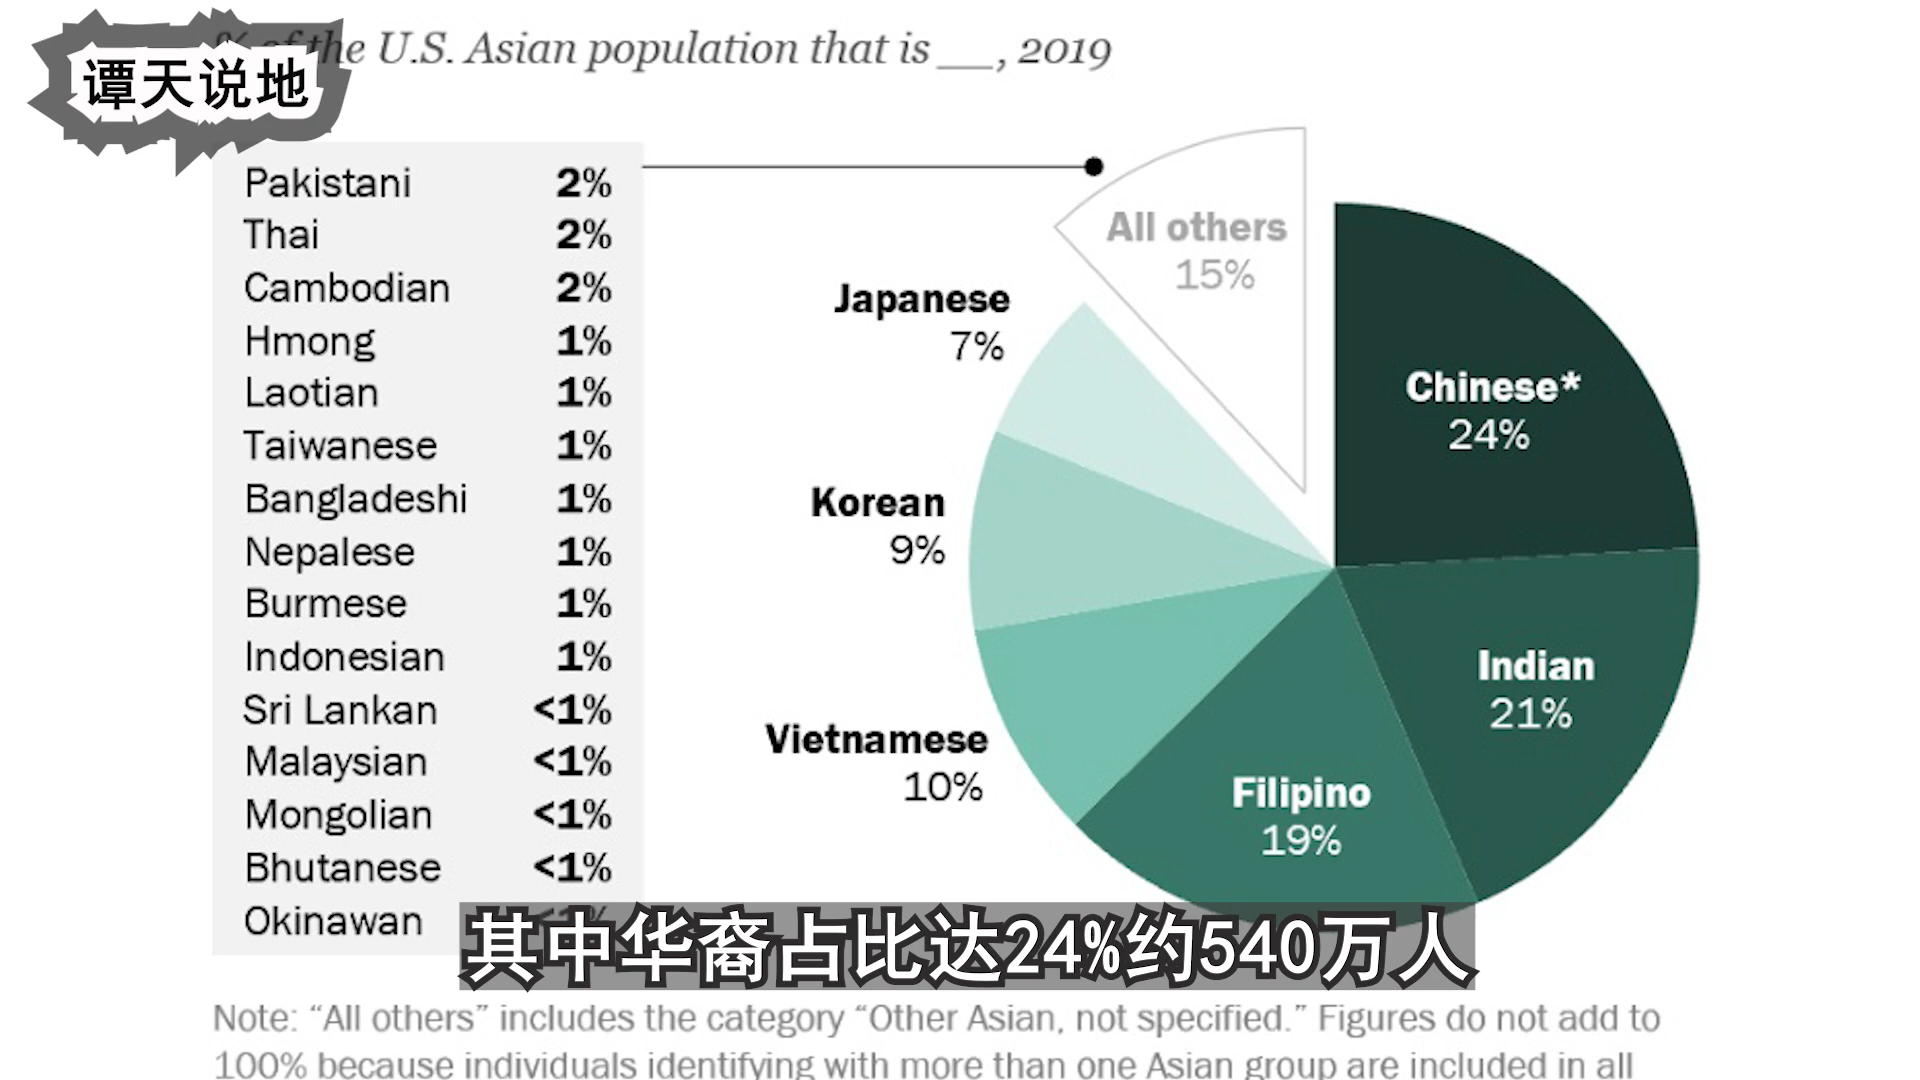 谭天说地
% of the U.S. Asian population that is __, 2019
Pakistani 2%
Thai 2%
Cambodian 2%
Hmong 1%
Laotian 1%
Taiwanese 1%
Bangladeshi 1%
Nepalese 1%
Burmese 1%
Indonesian 1%
Sri Lankan <1%
Malaysian <1%
Mongolian <1%
Bhutanese <1%
Okinawan <1%
All others
15%
Japanese
7%
Chinese*
24%
Korean
9%
Indian
21%
Vietnamese
10%
Filipino
19%
其中华裔占比达24%约540万人
Note: “All others” includes the category “Other Asian, not specified.” Figures do not add to
100% because individuals identifying with more than one Asian group are included in all